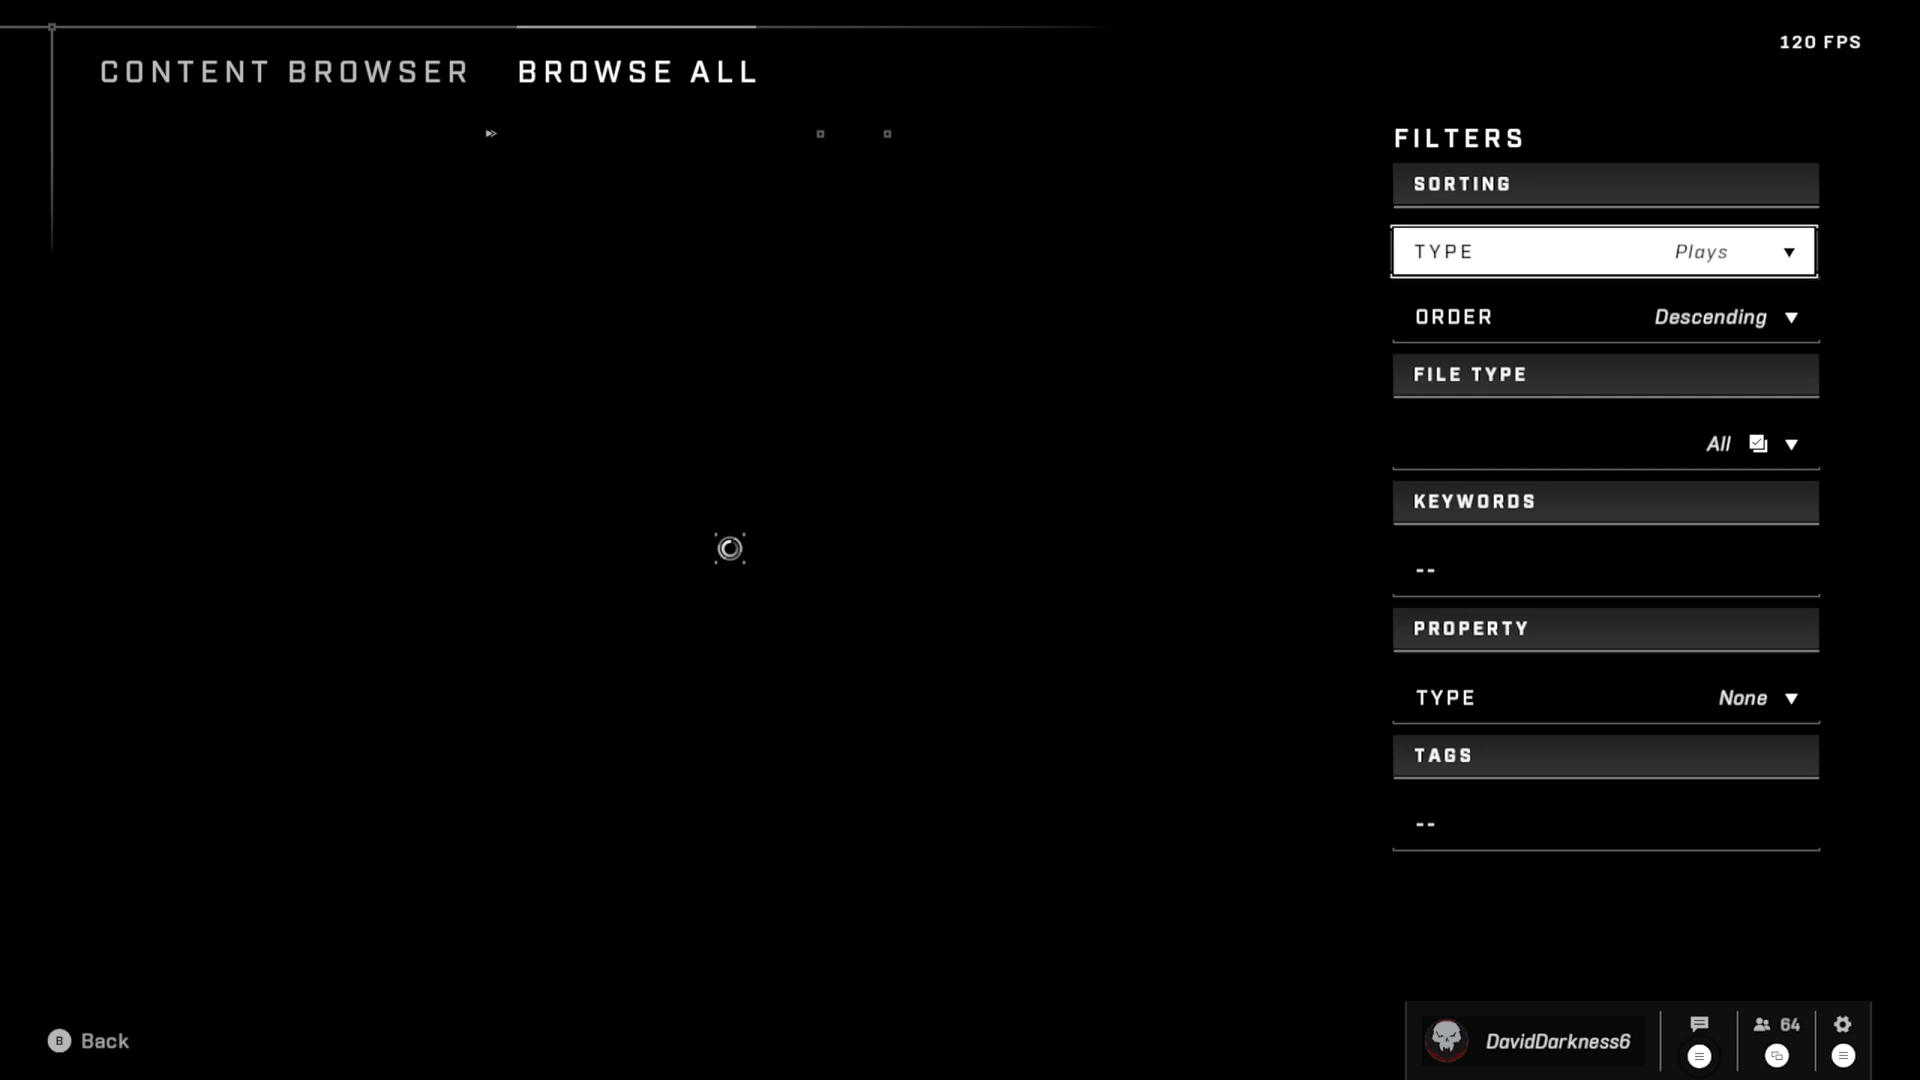 120 FPS
CONTENT BROWSER BROWSE ALL
FILTERS
SORTING
TYPE Plays
ORDER Descending
FILE TYPE
All
KEYWORDS
--
PROPERTY
TYPE None
TAGS
--
B Back
DavidDarkness6
64